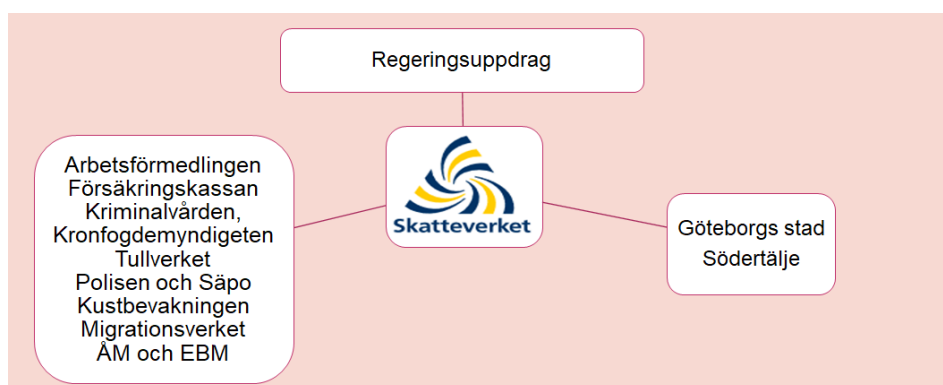 Regeringsuppdrag
Arbetsförmedlingen
Försäkringskassan
Kriminalvården,
Kronfogdemyndigeten
Tullverket
Polisen och Säpo
Kustbevakningen
Migrationsverket
ÅM och EBM
Skatteverket
Göteborgs stad
Södertälje